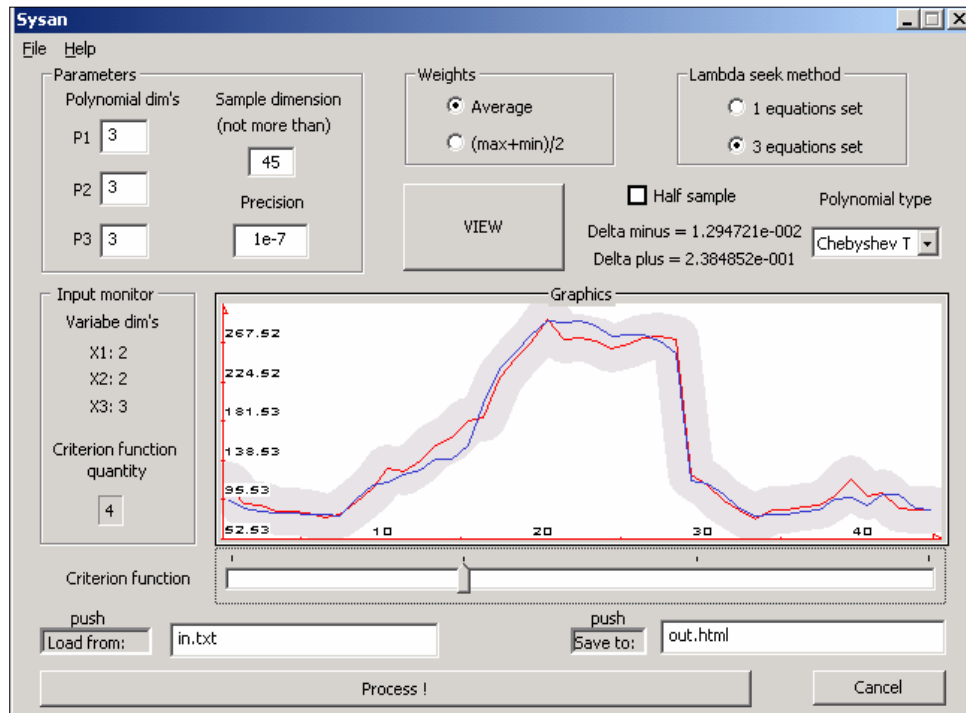 Sysan
File Help
Parameters
Polynomial dim's
P1 3
P2 3
P3 3
Sample dimension
(not more than)
45
Precision
1e-7
Weights
Average
(max+min)/2
Lambda seek method
1 equations set
3 equations set
VIEW
Half sample
Delta minus = 1.294721e-002
Delta plus = 2.384852e-001
Polynomial type
Chebyshev T
Input monitor
Variabe dim's
X1: 2
X2: 2
X3: 3
Criterion function
quantity
4
Graphics
267.52
224.52
181.53
138.53
95.53
52.53 10 20 30 40
Criterion function
push
Load from: in.txt
push
Save to: out.html
Process !
Cancel